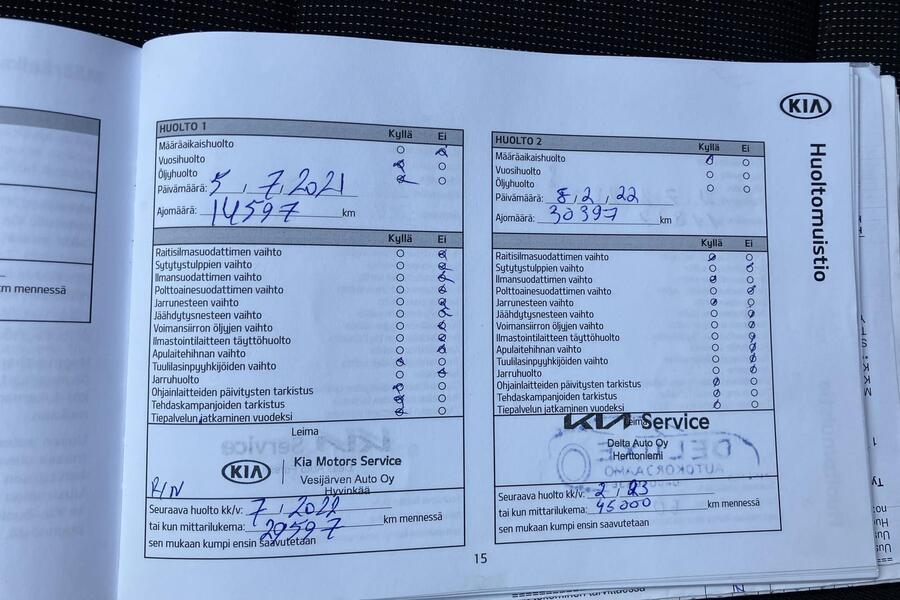 KIA
Huoltomuistio
HUOLTO 1 Kyllä Ei
Määräaikaishuolto
Vuosihuolto
Öljyhuolto
Päivämäärä: 5, 7, 2021
Ajomäärä: 14597 km
Kyllä Ei
Raitisilmasuodattimen vaihto
Sytytystulppien vaihto
Ilmansuodattimen vaihto
Polttoainesuodattimen vaihto
Jarrunesteen vaihto
Jäähdytysnesteen vaihto
Voimansiirron öljyjen vaihto
Ilmastointilaitteen täyttöhuolto
Apulaitehihnan vaihto
Tuulilasinpyyhkijöiden vaihto
Jarruhuolto
Ohjainlaitteiden päivitysten tarkistus
Tehdaskampanjoiden tarkistus
Tiepalvelun jatkaminen vuodeksi
Leima
KIA Kia Motors Service
Vesijärven Auto Oy
Hyvinkää
Seuraava huolto kk/v: 7, 2022
tai kun mittarilukema: 29597 km mennessä
sen mukaan kumpi ensin saavutetaan
HUOLTO 2 Kyllä Ei
Määräaikaishuolto
Vuosihuolto
Öljyhuolto
Päivämäärä: 8, 2, 22
Ajomäärä: 30397 km
Kyllä Ei
Raitisilmasuodattimen vaihto
Sytytystulppien vaihto
Ilmansuodattimen vaihto
Polttoainesuodattimen vaihto
Jarrunesteen vaihto
Jäähdytysnesteen vaihto
Voimansiirron öljyjen vaihto
Ilmastointilaitteen täyttöhuolto
Apulaitehihnan vaihto
Tuulilasinpyyhkijöiden vaihto
Jarruhuolto
Ohjainlaitteiden päivitysten tarkistus
Tehdaskampanjoiden tarkistus
Tiepalvelun jatkaminen vuodeksi
Leima
KIA Service
Delta Auto Oy
Herttoniemi
Seuraava huolto kk/v: 2, 23
tai kun mittarilukema: 45000 km mennessä
sen mukaan kumpi ensin saavutetaan
15
km mennessä